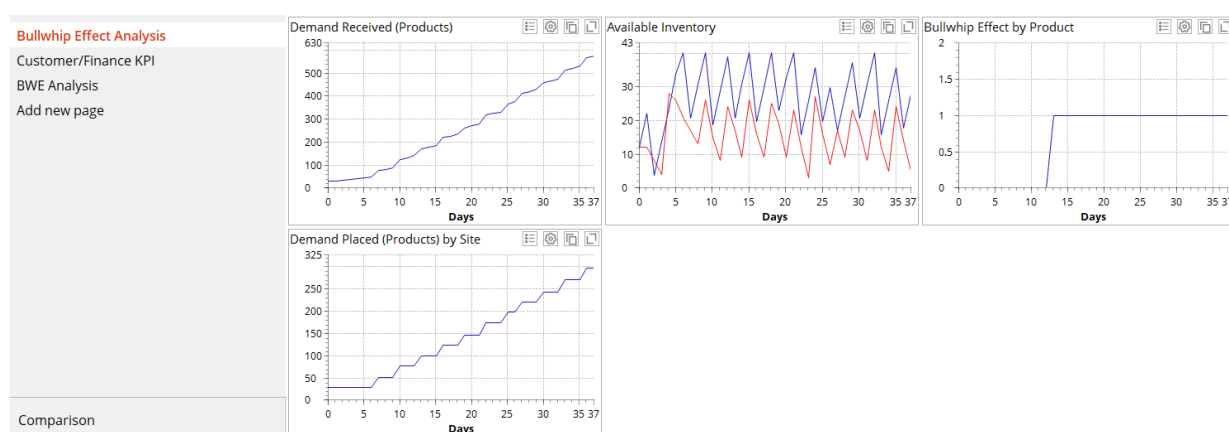 Bullwhip Effect Analysis
Customer/Finance KPI
BWE Analysis
Add new page
Comparison
Demand Received (Products)
630
500
400
300
200
100
0
0 5 10 15 20 25 30 35 37
Days
Available Inventory
43
30
20
10
0
0 5 10 15 20 25 30 35 37
Days
Bullwhip Effect by Product
2
1.5
1
0.5
0
0 5 10 15 20 25 30 35 37
Days
Demand Placed (Products) by Site
325
250
200
150
100
50
0
0 5 10 15 20 25 30 35 37
Days